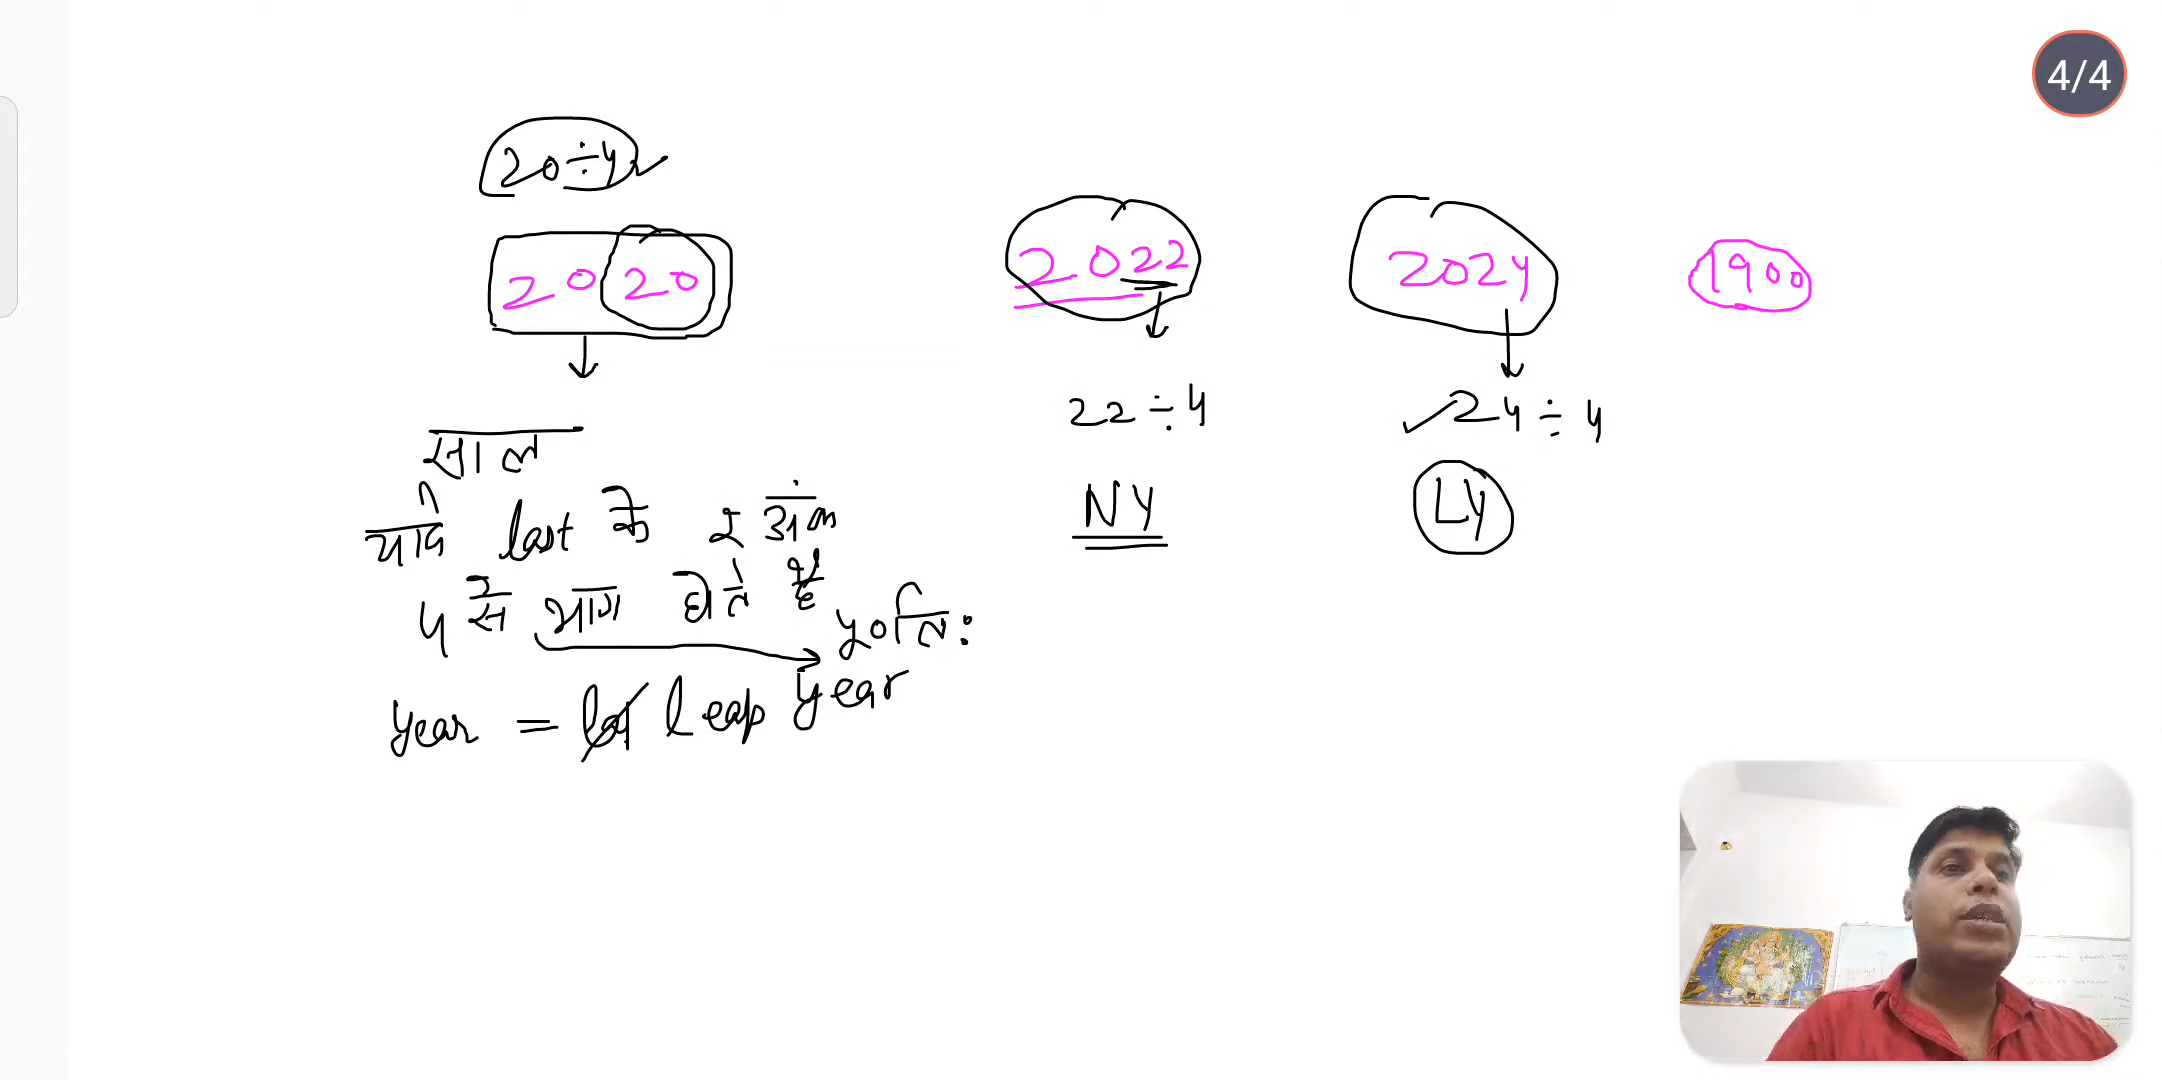 4/4
20÷4
2020
2022
2024
1900
22÷4
24÷4
NY
LY
साल
यदि last के 2 अंक
4 से भाग होते है
पूर्णतः
year = leap year